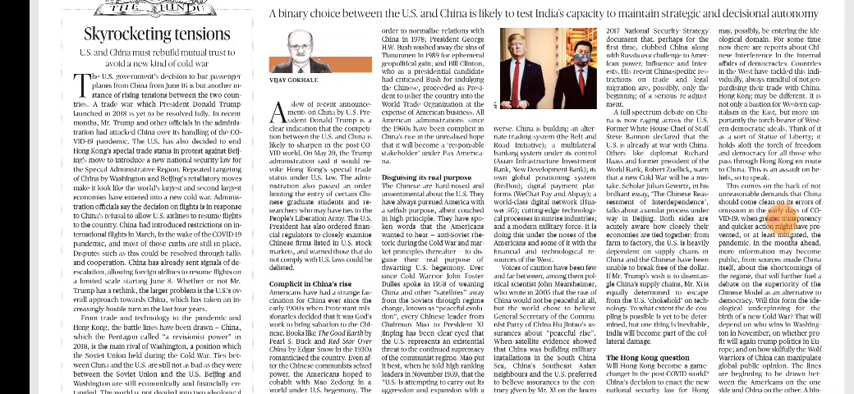 THE HINDU
Skyrocketing tensions
U.S. and China must rebuild mutual trust to
avoid a new kind of cold war
The U.S. government's decision to bar passenger
planes from China from June 16 is but another in-
stance of rising tensions between the two coun-
tries. A trade war which President Donald Trump
launched in 2018 is yet to be resolved fully. In recent
months, Mr. Trump and other officials in the adminis-
tration had attacked China over its handling of the CO-
VID-19 pandemic. The U.S. has also decided to end
Hong Kong's special trade status in protest against Beij-
ing's move to introduce a new national security law for
the Special Administrative Region. Repeated targeting
of China by Washington and Beijing's retaliatory moves
make it look like the world's largest and second largest
economies have entered into a new cold war. Adminis-
tration officials say the decision on flights is in response
to China's refusal to allow U.S. airlines to resume flights
to the country. China had introduced restrictions on in-
ternational flights in March, in the wake of the COVID-19
pandemic, and most of those curbs are still in place.
Disputes such as this could be resolved through talks
and cooperation. China has already sent signals of de-
escalation, allowing foreign airlines to resume flights on
a limited scale starting June 8. Whether or not Mr.
Trump has a rethink, the larger problem is the U.S.'s ov-
erall approach towards China, which has taken an in-
creasingly hostile turn in the last four years.
From trade and technology to the pandemic and
Hong Kong, the battle lines have been drawn – China,
which the Pentagon called "a revisionist power" in
2018, is the main rival of Washington, a position which
the Soviet Union held during the Cold War. Ties bet-
ween China and the U.S. are still not as bad as they were
between the Soviet Union and the U.S. Beijing and
Washington are still economically and financially en-
A binary choice between the U.S. and China is likely to test India's capacity to maintain strategic and decisional autonomy
VIJAY GOKHALE
A slew of recent announce-
ments on China by U.S. Pre-
sident Donald Trump is a
clear indication that the competi-
tion between the U.S. and China is
likely to sharpen in the post-CO-
VID world. On May 29, the Trump
administration said it would re-
voke Hong Kong's special trade
status under U.S. law. The admi-
nistration also passed an order
limiting the entry of certain Chi-
nese graduate students and re-
searchers who may have ties to the
People's Liberation Army. The U.S.
President has also ordered finan-
cial regulators to closely examine
Chinese firms listed in U.S. stock
markets, and warned those that do
not comply with U.S. laws could be
delisted.
Complicit in China's rise
Americans have had a strange fas-
cination for China ever since the
early 1900s when Protestant mis-
sionaries decided that it was God's
work to bring salvation to the Chi-
nese. Books like The Good Earth by
Pearl S. Buck and Red Star Over
China by Edgar Snow in the 1930s
romanticised the country. Even af-
ter the Chinese communists seized
power, the Americans hoped to
cohabit with Mao Zedong in a
order to normalise relations with
China in 1978; President George
H.W. Bush washed away the sins of
Tiananmen in 1989 for ephemeral
geopolitical gain; and Bill Clinton,
who as a presidential candidate
had criticised Bush for indulging
the Chinese, proceeded as Presi-
dent to usher the country into the
World Trade Organization at the
expense of American business. All
American administrations since
the 1960s have been complicit in
China's rise in the unrealised hope
that it will become a 'responsible
stakeholder' under Pax America-
na.
Disguising its real purpose
The Chinese are hard-nosed and
unsentimental about the U.S. They
have always pursued America with
a selfish purpose, albeit couched
in high principle. They have spo-
ken words that the Americans
wanted to hear – anti-Soviet rhe-
toric during the Cold War and mar-
ket principles thereafter – to dis-
guise their real purpose of
thwarting U.S. hegemony. Ever
since Cold Warrior John Foster
Dulles spoke in 1958 of weaning
China and other "satellites" away
from the Soviets through regime
change, known as "peaceful evolu-
tion", every Chinese leader from
Chairman Mao to President Xi
Jinping has been clear-eyed that
the U.S. represents an existential
threat to the continued supremacy
of the communist regime. Mao put
it best, when he told high ranking
leaders in November 1959, that the
"U.S. is attempting to carry out its
aggression and expansion with a
verse. China is building an alter-
nate trading system (the Belt and
Road Initiative); a multilateral
banking system under its control
(Asian Infrastructure Investment
Bank, New Development Bank); its
own global positioning system
(BeiDou); digital payment plat-
forms (WeChat Pay and Alipay); a
world-class digital network (Hua-
wei 5G); cutting-edge technologi-
cal processes in sunrise industries;
and a modern military force. It is
doing this under the noses of the
Americans and some of it with the
financial and technological re-
sources of the West.
Voices of caution have been few
and far between, among them pol-
itical scientist John Mearsheimer,
who wrote in 2005 that the rise of
China would not be peaceful at all,
but the world chose to believe
General Secretary of the Commu-
nist Party of China Hu Jintao's as-
surances about "peaceful rise".
When satellite evidence showed
that China was building military
installations in the South China
Sea, China's Southeast Asian
neighbours and the U.S. preferred
to believe assurances to the con-
trary given by Mr. Xi on the lawns
2017 National Security Strategy
document that, perhaps for the
first time, clubbed China along
with Russia as a challenge to Amer-
ican power, influence and inter-
ests. His recent China-specific res-
trictions on trade and legal
migration are, possibly, only the
beginning of a serious re-ad-
justment.
A full spectrum debate on Chi-
na is now raging across the U.S.
Former White House Chief of Staff
Steve Bannon declared that the
U.S. is already at war with China.
Others like diplomat Richard
Haass and former president of the
World Bank, Robert Zoellick, warn
that a new Cold War will be a mis-
take. Scholar Julian Gewirtz, in his
brilliant essay, 'The Chinese Reas-
sessment of Interdependence',
talks about a similar process under
way in Beijing. Both sides are
acutely aware how closely their
economies are tied together: from
farm to factory, the U.S. is heavily
dependent on supply chains in
China and the Chinese have been
unable to break free of the dollar.
If Mr. Trump's wish is to disentan-
gle China's supply chains, Mr. Xi is
equally determined to escape
from the U.S. 'chokehold' on tech-
nology. To what extent the de-cou-
pling is possible is yet to be deter-
mined, but one thing is inevitable,
India will become part of the col-
lateral damage.
The Hong Kong question
Will Hong Kong become a game-
changer in the post-COVID world?
China's decision to enact the new
national security law for Hong
may, possibly, be entering the ide-
ological domain. For some time
now there are reports about Chi-
nese interference in the internal
affairs of democracies. Countries
in the West have tackled this indi-
vidually, always mindful of not jeo-
pardising their trade with China.
Hong Kong may be different. It is
not only a bastion for Western cap-
italism in the East, but more im-
portantly the torch-bearer of West-
ern democratic ideals. Think of it
as a sort of Statue of Liberty; it
holds aloft the torch of freedom
and democracy for all those who
pass through Hong Kong en route
to China. This is an assault on be-
liefs, so to speak.
This comes on the back of not
unreasonable demands that China
should come clean on its errors of
omission in the early days of CO-
VID-19, when greater transparency
and quicker action might have pre-
vented, or at least mitigated, the
pandemic. In the months ahead,
more information may become
public, from sources inside China
itself, about the shortcomings of
the regime, that will further fuel a
debate on the superiority of the
Chinese Model as an alternative to
democracy. Will this form the ide-
ological underpinning for the
birth of a new Cold War? That will
depend on who wins in Washing-
ton in November, on whether pro-
fit will again trump politics in Eu-
rope; and on how skilfully the Wolf
Warriors of China can manipulate
global public opinion. The lines
are beginning to be drawn bet-
ween the Americans on the one
side and China on the other. A bin-